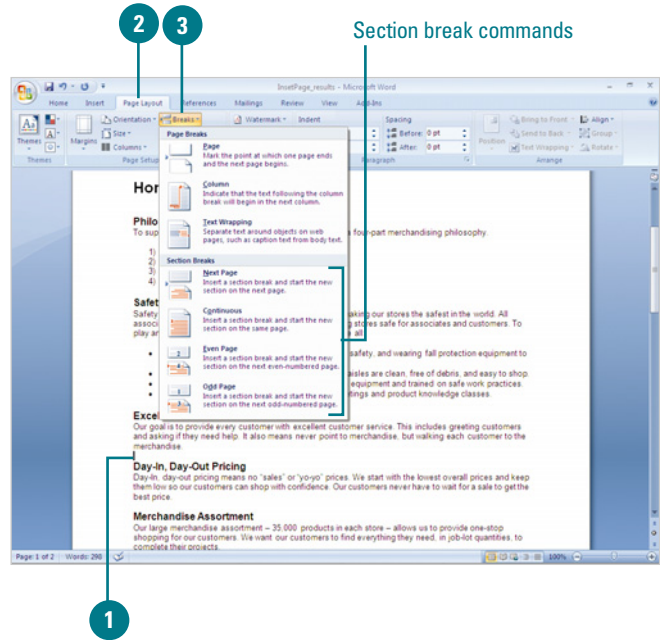 2
3
Section break commands
InsetPage_results - Microsoft Word
Home Insert Page Layout References Mailings Review View Add-Ins
Themes
Margins
Orientation
Size
Columns
Breaks
Watermark
Indent
Spacing
Before: 0 pt
After: 0 pt
Position
Bring to Front
Send to Back
Text Wrapping
Align
Group
Rotate
Themes
Page Setup
Paragraph
Arrange
Page Breaks
Page
Mark the point at which one page ends
and the next page begins.
Column
Indicate that the text following the column
break will begin in the next column.
Text Wrapping
Separate text around objects on web
pages, such as caption text from body text.
Section Breaks
Next Page
Insert a section break and start the new
section on the next page.
Continuous
Insert a section break and start the new
section on the same page.
Even Page
Insert a section break and start the new
section on the next even-numbered page.
Odd Page
Insert a section break and start the new
section on the next odd-numbered page.
Hor
Philo
To sup
four-part merchandising philosophy
1)
2)
3)
4)
Safet
Safety
aking our stores the safest in the world. All
associ
g stores safe for associates and customers. To
play ar
all
safety, and wearing fall protection equipment to
aisles are clean, free of debris, and easy to shop.
equipment and trained on safe work practices.
tings and product knowledge classes.
Excel
Our goal is to provide every customer with excellent customer service. This includes greeting customers
and asking if they need help. It also means never point to merchandise, but walking each customer to the
merchandise.
Day-In, Day-Out Pricing
Day-In, day-out pricing means no "sales" or "yo-yo" prices. We start with the lowest overall prices and keep
them low so our customers can shop with confidence. Our customers never have to wait for a sale to get the
best price.
Merchandise Assortment
Our large merchandise assortment – 35,000 products in each store – allows us to provide one-stop
shopping for our customers. We want our customers to find everything they need, in job-lot quantities, to
complete their projects.
Page: 1 of 2 Words: 298
100%
1